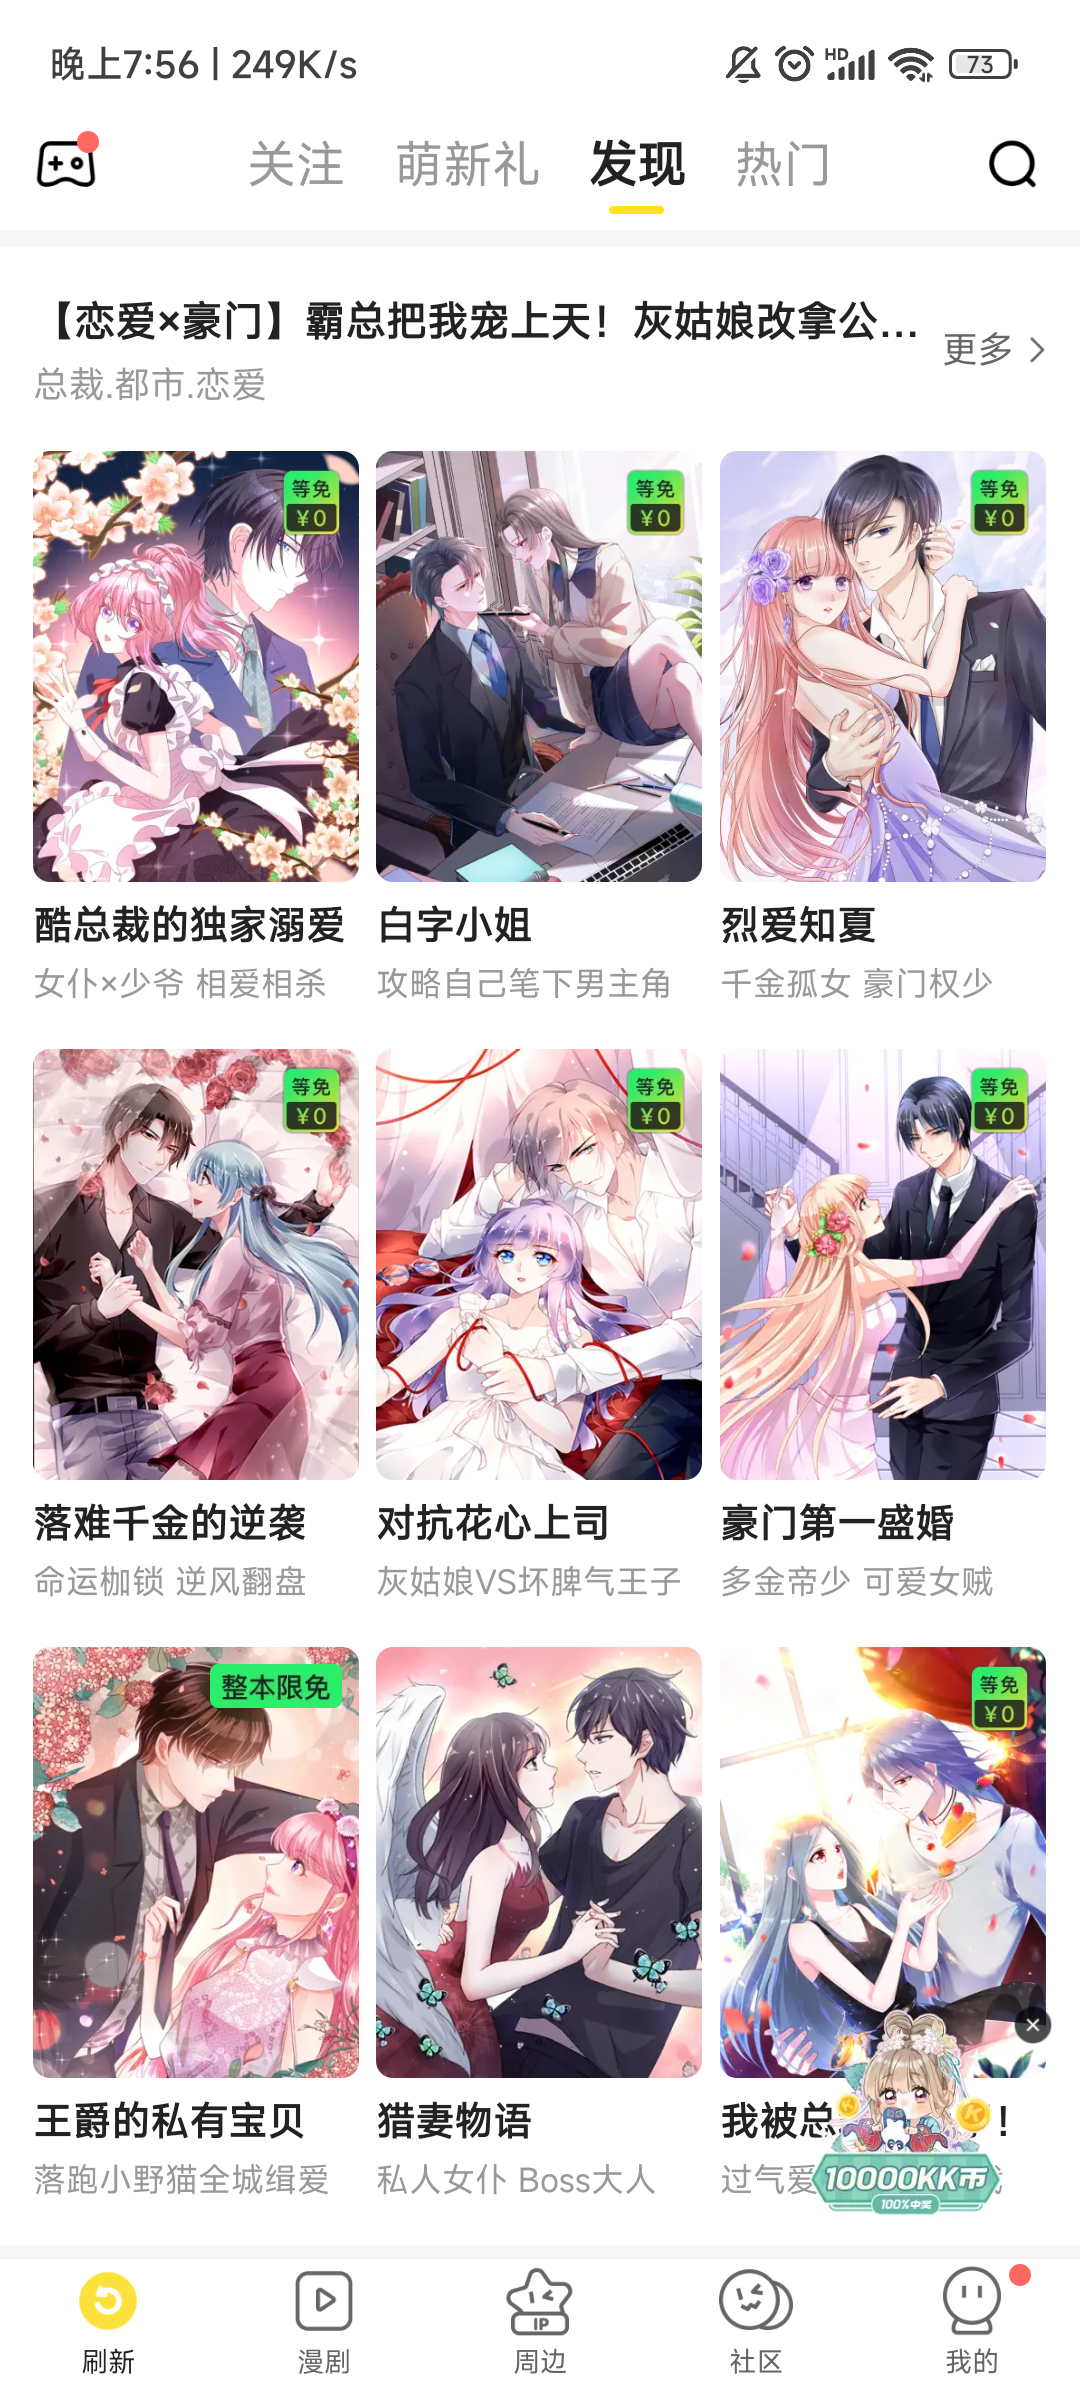 晚上7:56 | 249K/s
HD
73
关注 萌新礼 发现 热门
【恋爱×豪门】霸总把我宠上天！灰姑娘改拿公...
更多
总裁.都市.恋爱
等免
¥0
等免
¥0
等免
¥0
酷总裁的独家溺爱
女仆×少爷 相爱相杀
白字小姐
攻略自己笔下男主角
烈爱知夏
千金孤女 豪门权少
等免
¥0
等免
¥0
等免
¥0
落难千金的逆袭
命运枷锁 逆风翻盘
对抗花心上司
灰姑娘VS坏脾气王子
豪门第一盛婚
多金帝少 可爱女贼
整本限免
等免
¥0
王爵的私有宝贝
落跑小野猫全城缉爱
猎妻物语
私人女仆 Boss大人
我被总
！
过气爱
10000KK币
100%中奖
刷新
漫剧
IP
周边
社区
我的